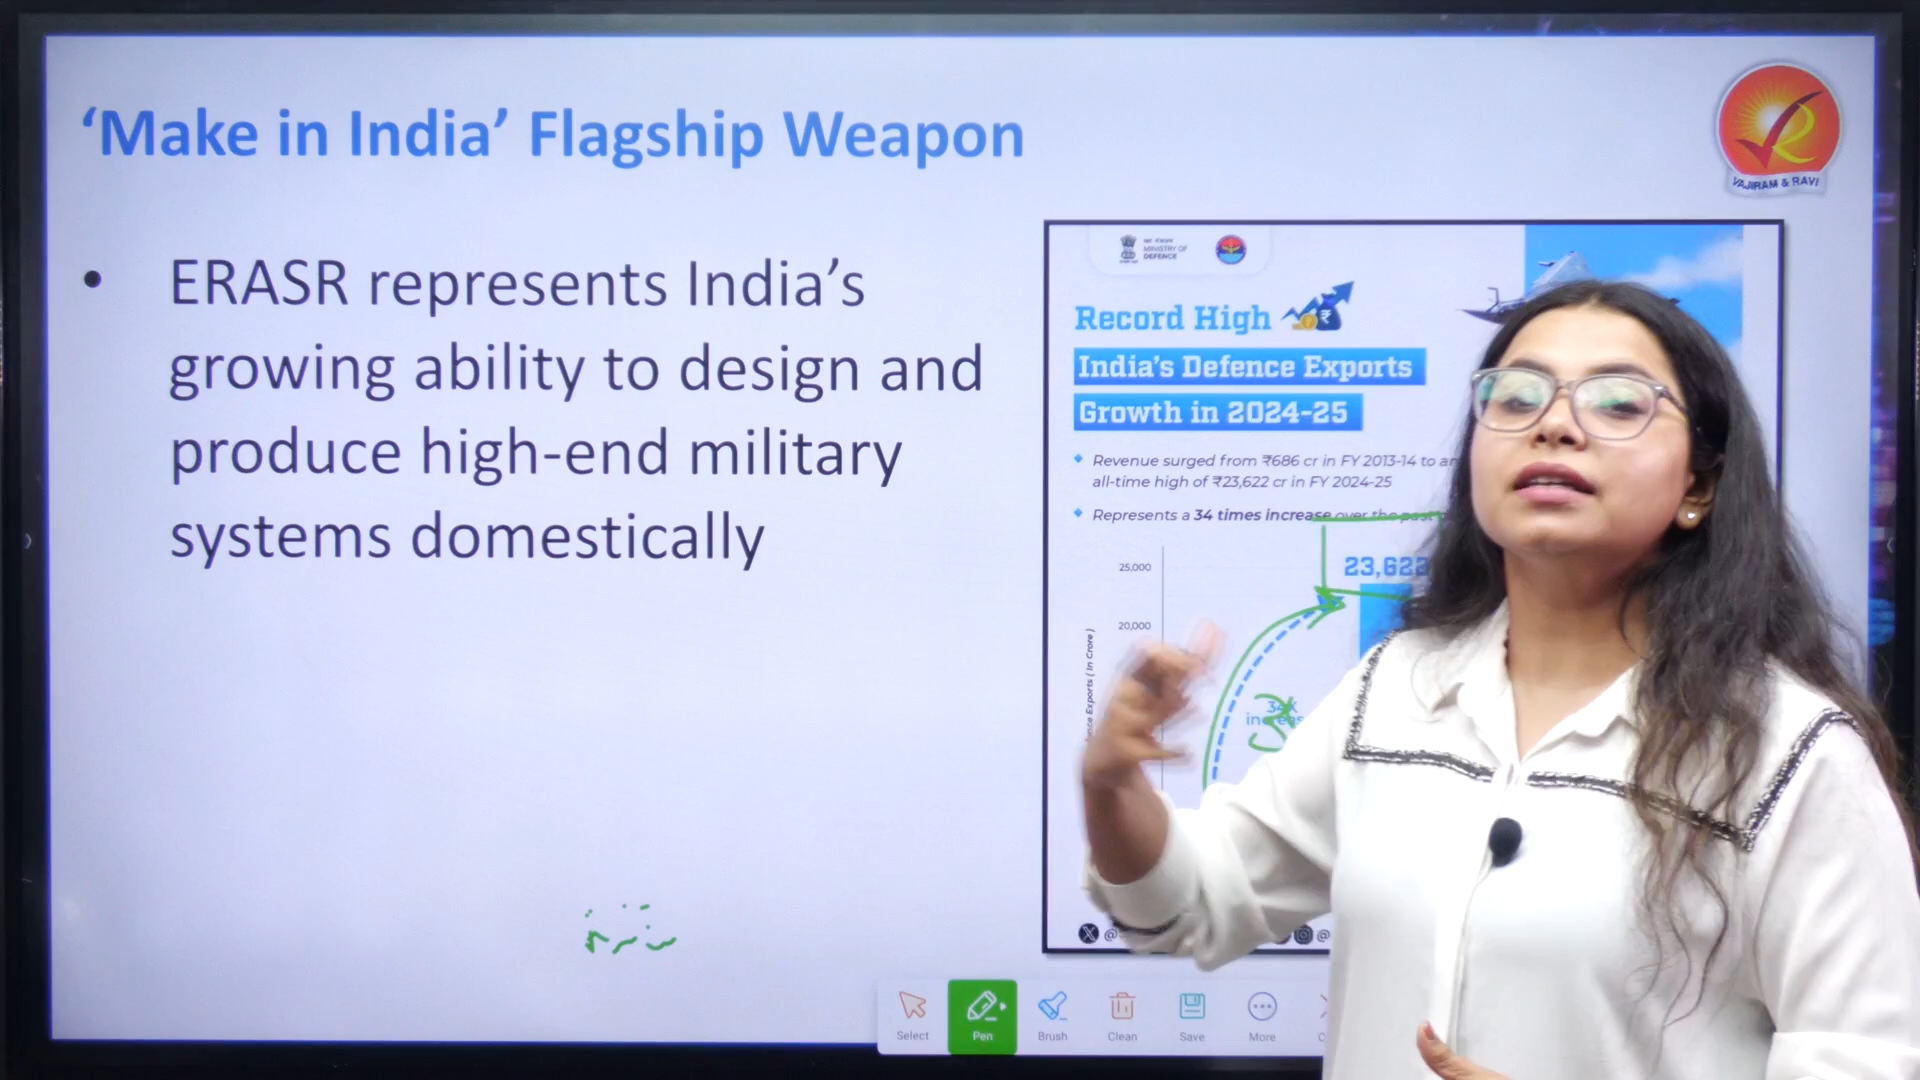 ‘Make in India’ Flagship Weapon
VAJIRAM & RAVI
• ERASR represents India’s
growing ability to design and
produce high-end military
systems domestically
MINISTRY OF
DEFENCE
Record High
India’s Defence Exports
Growth in 2024-25
Revenue surged from ₹686 cr in FY 2013-14 to an
all-time high of ₹23,622 cr in FY 2024-25
Represents a 34 times increase over the past
25,000
23,622
20,000
Exports ( In Crore )
34X
Select
Pen
Brush
Clean
Save
More